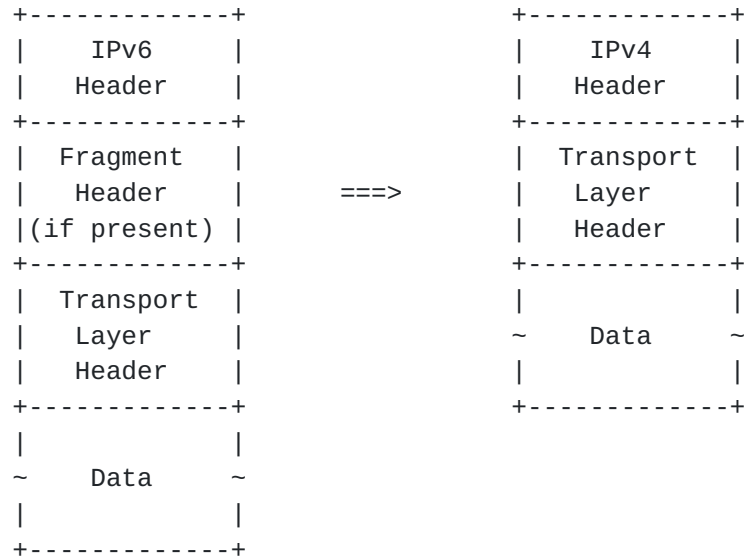 +-------------+                 +-------------+
|    IPv6     |                 |    IPv4     |
|   Header    |                 |   Header    |
+-------------+                 +-------------+
|  Fragment   |                 |  Transport  |
|   Header    |      ===>       |   Layer     |
|(if present) |                 |   Header    |
+-------------+                 +-------------+
|  Transport  |                 |             |
|   Layer     |                 ~    Data     ~
|   Header    |                 |             |
+-------------+                 +-------------+
|             |
~    Data     ~
|             |
+-------------+